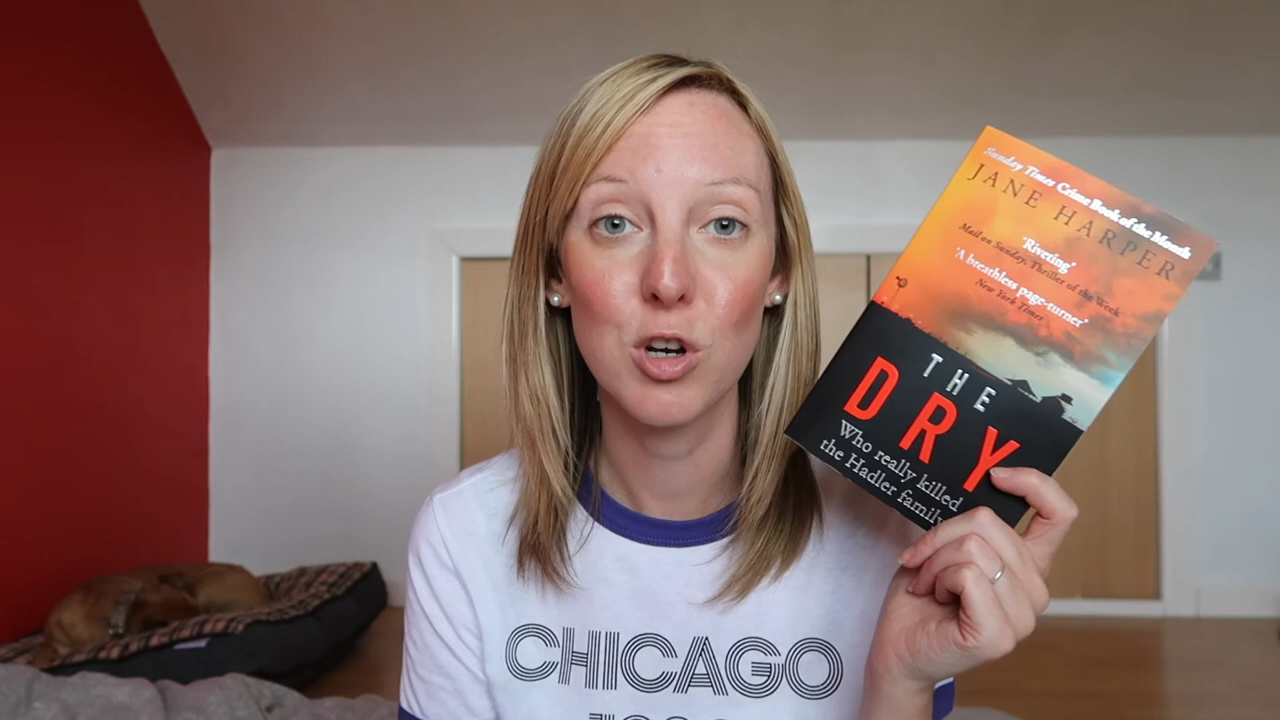 Sunday Times Crime Book of the Month
JANE HARPER
'Riveting'
Mail on Sunday, Thriller of the Week
'A breathless page-turner'
New York Times
THE
DRY
Who really killed
the Hadler family
CHICAGO